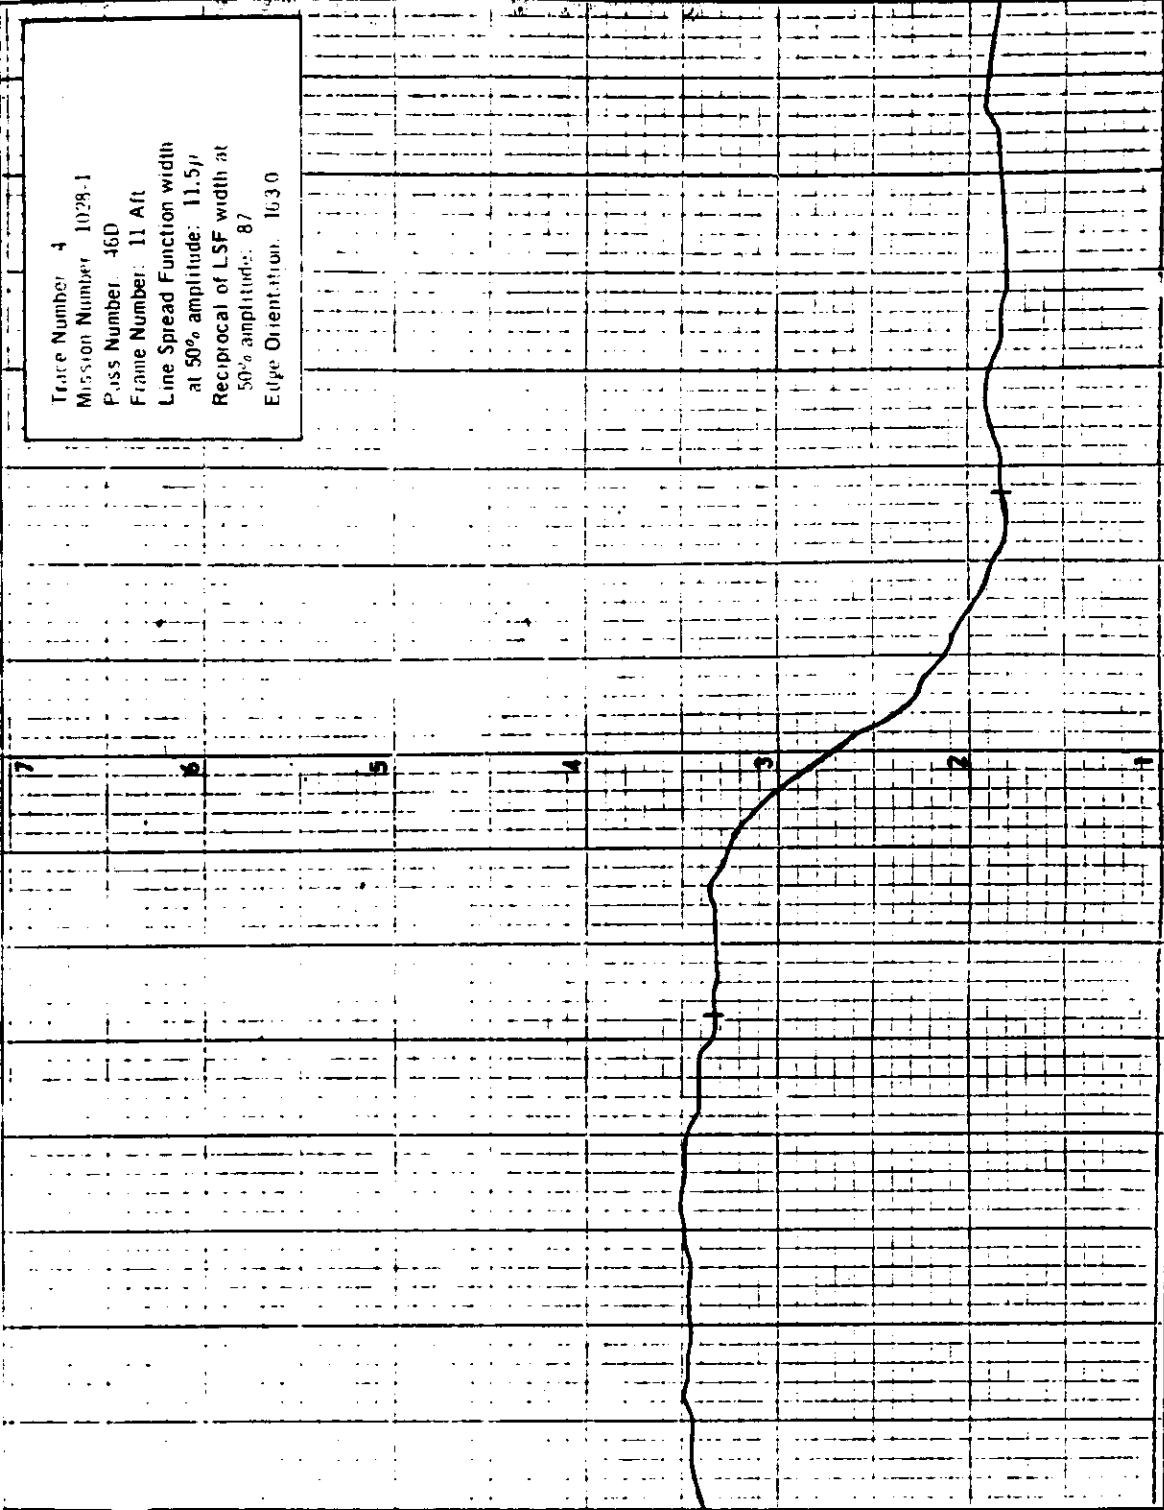 Trace Number 4
Mission Number 1028-1
Pass Number 46D
Frame Number: 11 Aft
Line Spread Function width
at 50% amplitude: 11.5μ
Reciprocal of LSF width at
50% amplitude: 87
Edge Orientation 163.0
7
6
5
4
3
2
1